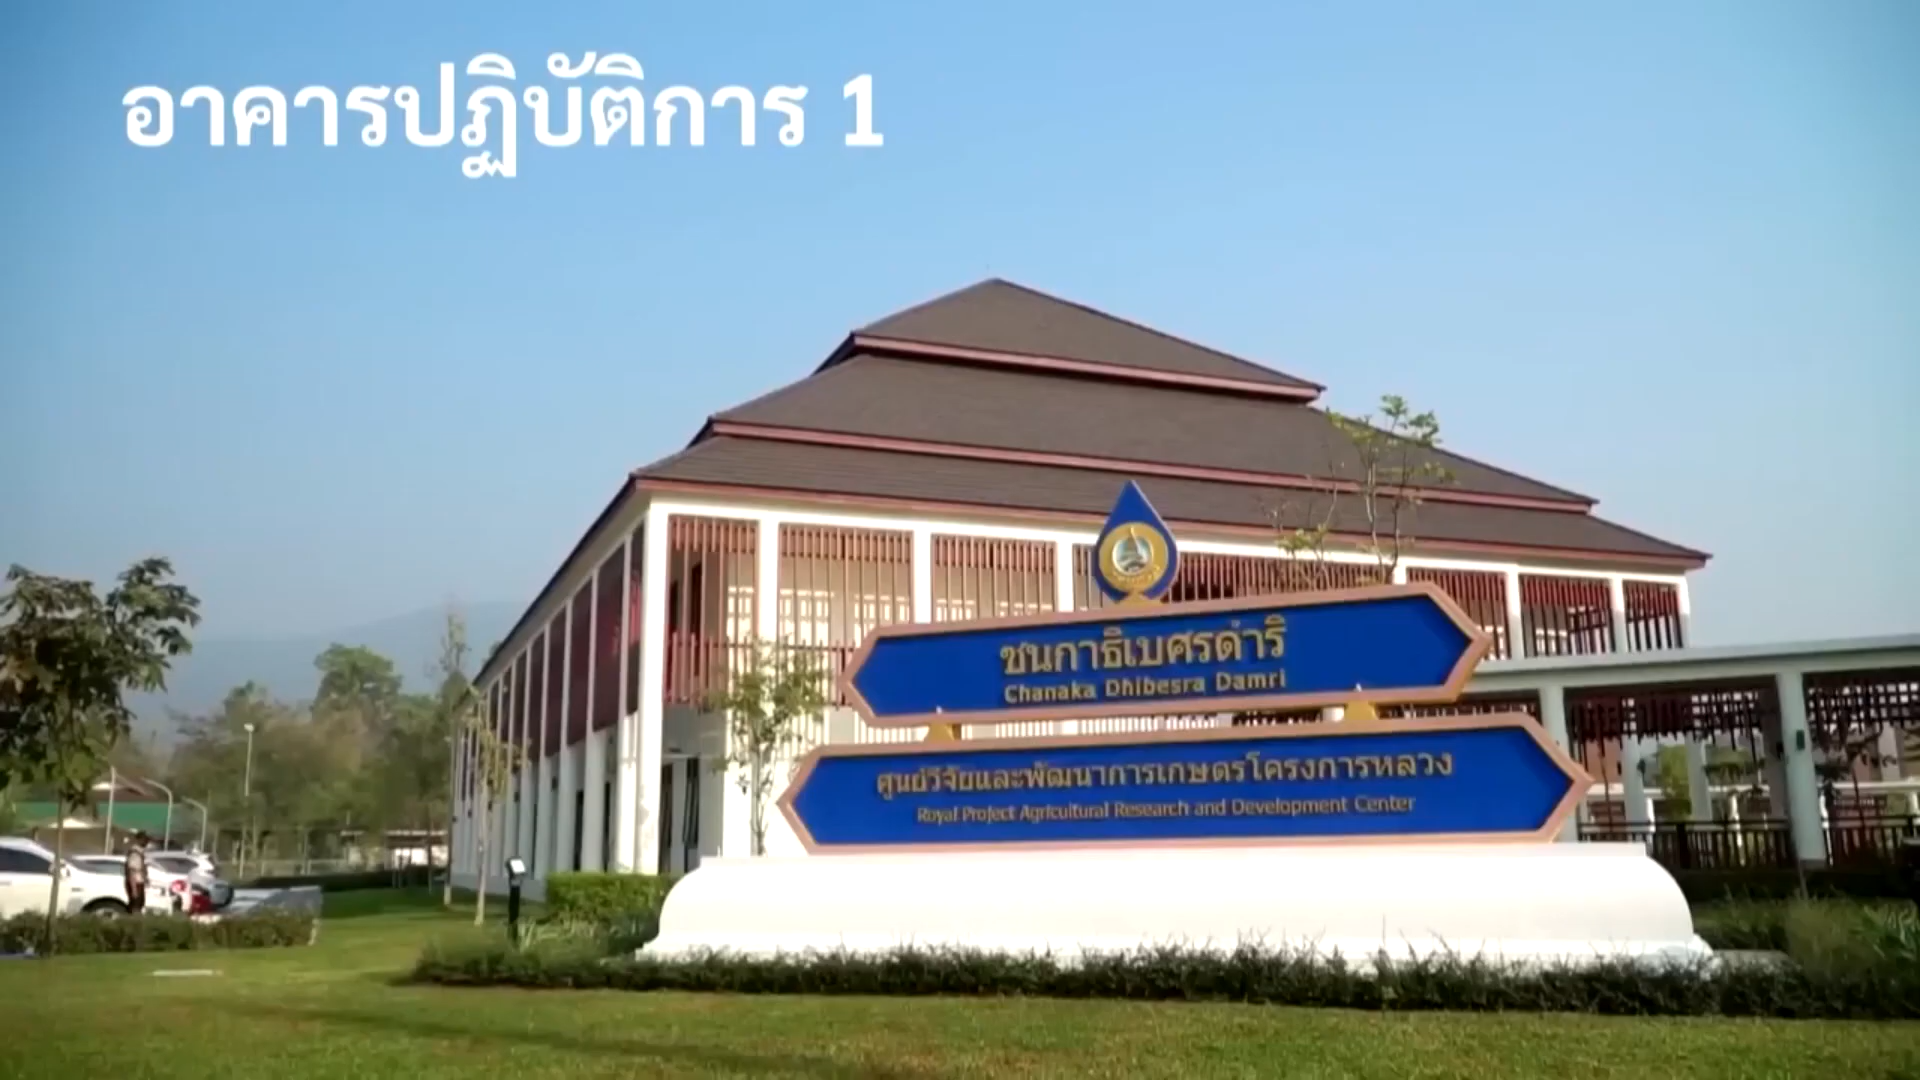 อาคารปฏิบัติการ 1
ชนกาธิเบศรดำริ
Chanaka Dhibesra Damri
ศูนย์วิจัยและพัฒนาการเกษตรโครงการหลวง
Royal Project Agricultural Research and Development Center